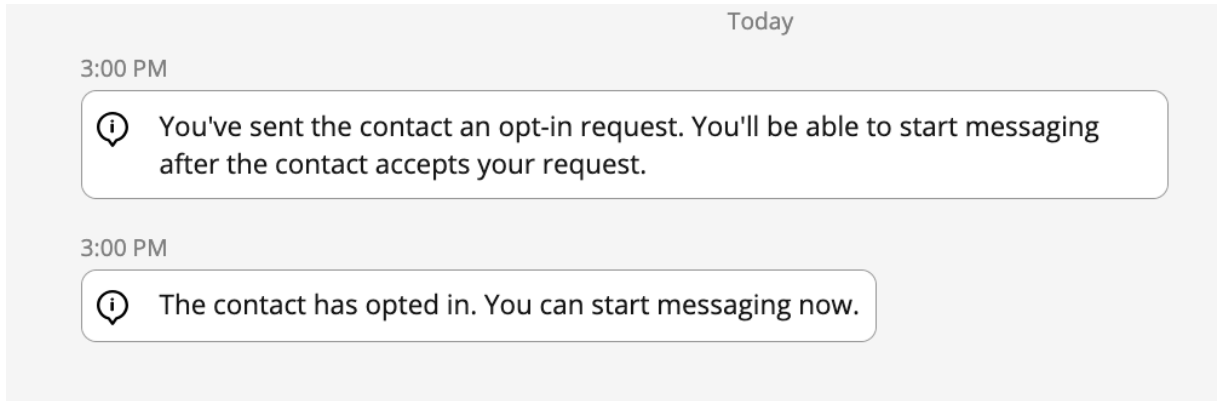 Today
3:00 PM
You've sent the contact an opt-in request. You'll be able to start messaging
after the contact accepts your request.
3:00 PM
The contact has opted in. You can start messaging now.